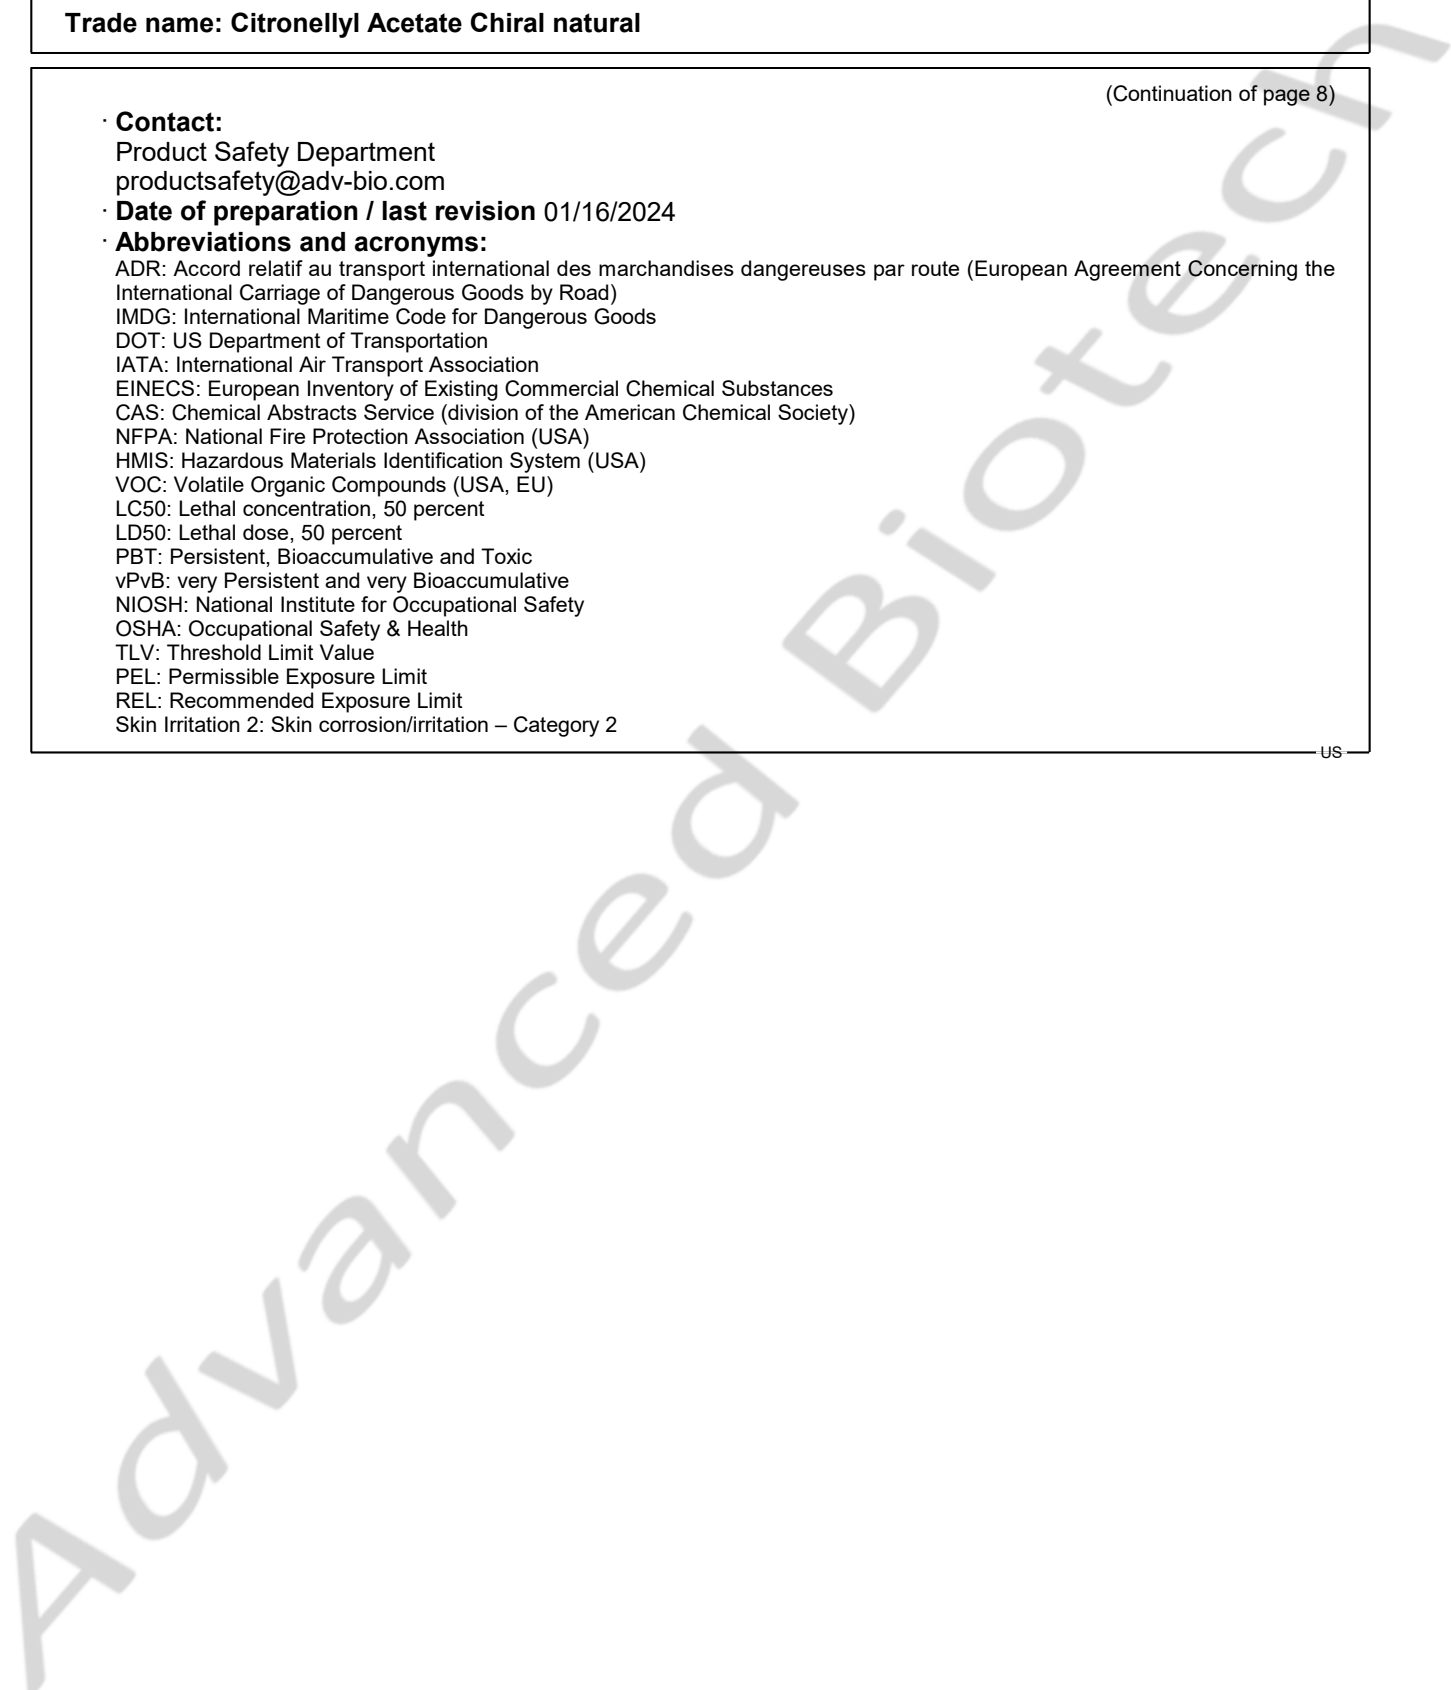 Trade name: Citronellyl Acetate Chiral natural
(Continuation of page 8)
· Contact:
Product Safety Department
productsafety@adv-bio.com
· Date of preparation / last revision 01/16/2024
· Abbreviations and acronyms:
ADR: Accord relatif au transport international des marchandises dangereuses par route (European Agreement Concerning the
International Carriage of Dangerous Goods by Road)
IMDG: International Maritime Code for Dangerous Goods
DOT: US Department of Transportation
IATA: International Air Transport Association
EINECS: European Inventory of Existing Commercial Chemical Substances
CAS: Chemical Abstracts Service (division of the American Chemical Society)
NFPA: National Fire Protection Association (USA)
HMIS: Hazardous Materials Identification System (USA)
VOC: Volatile Organic Compounds (USA, EU)
LC50: Lethal concentration, 50 percent
LD50: Lethal dose, 50 percent
PBT: Persistent, Bioaccumulative and Toxic
vPvB: very Persistent and very Bioaccumulative
NIOSH: National Institute for Occupational Safety
OSHA: Occupational Safety & Health
TLV: Threshold Limit Value
PEL: Permissible Exposure Limit
REL: Recommended Exposure Limit
Skin Irritation 2: Skin corrosion/irritation – Category 2
US
Advanced Biotech